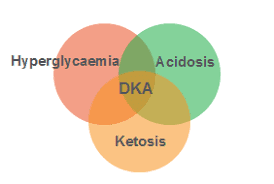 Hyperglycaemia
Acidosis
DKA
Ketosis